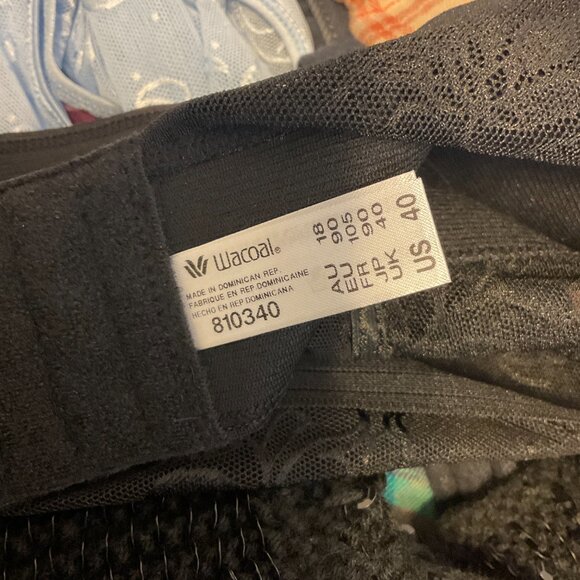 Wacoal®
MADE IN DOMINICAN REP.
FABRIQUE EN REP DOMINICAINE
HECHO EN REP DOMINICANA
810340
AU 18
EU 90
FR 105
JP 90
UK 40
US 40